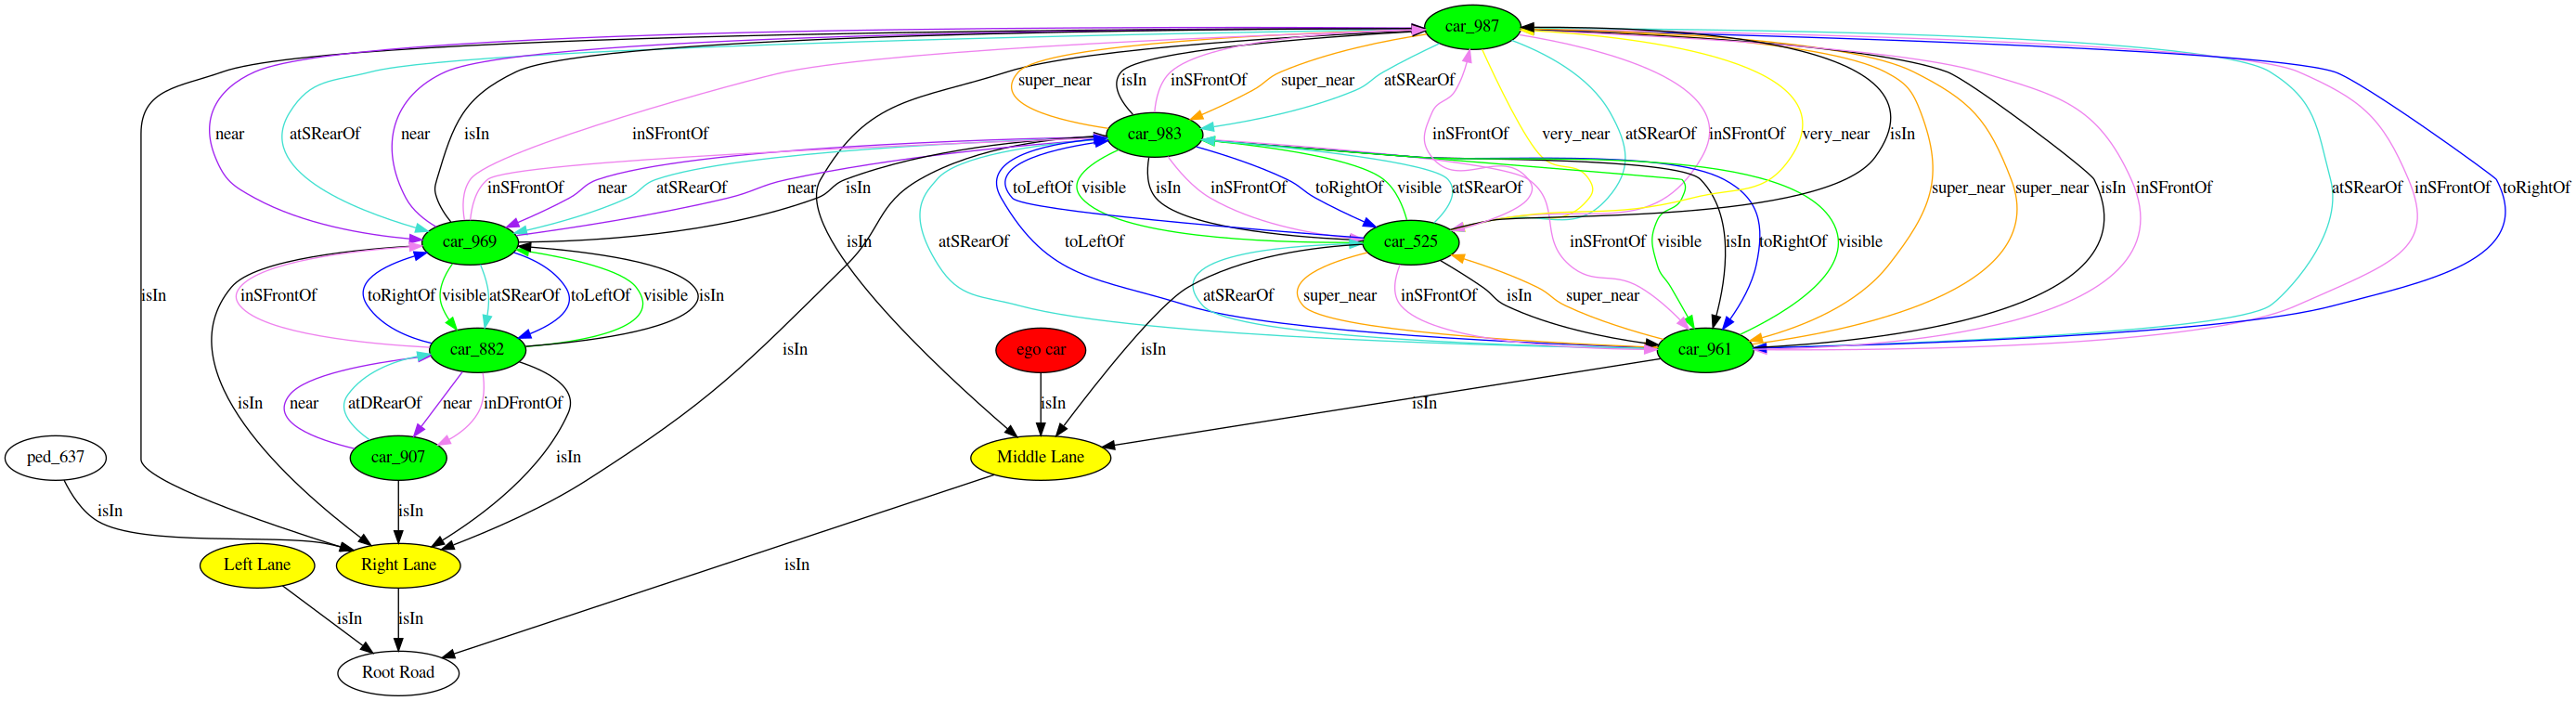 car_987
super_near isIn inSFrontOf super_near atSRearOf
near atSRearOf near isIn inSFrontOf car_983 inSFrontOf very_near atSRearOf inSFrontOf very_near isIn
inSFrontOf near atSRearOf near isIn toLeftOf visible isIn inSFrontOf toRightOf visible atSRearOf super_near super_near isIn inSFrontOf atSRearOf inSFrontOf toRightOf
car_969 isIn atSRearOf toLeftOf car_525 inSFrontOf visible isIn toRightOf visible
isIn inSFrontOf toRightOf visible atSRearOf toLeftOf visible isIn atSRearOf super_near inSFrontOf isIn super_near
car_882 isIn ego car isIn car_961
isIn near atDRearOf near inDFrontOf isIn isIn
ped_637 car_907 isIn Middle Lane
isIn isIn
Left Lane Right Lane isIn
isIn isIn
Root Road